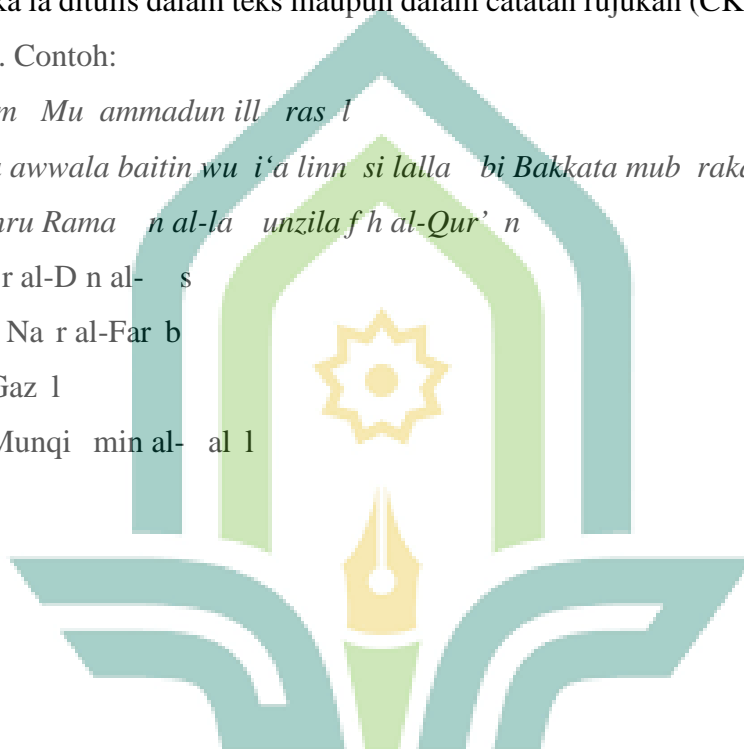 ka ia ditulis dalam teks maupun dalam catatan rujukan (CK
. Contoh:
m Mu ammadun ill ras l
a awwala baitin wu i‘a linn si lalla bi Bakkata mub raka
hru Rama n al-la unzila f h al-Qur’ n
r al-D n al- s
Na r al-Far b
Gaz l
Munqi min al- al l